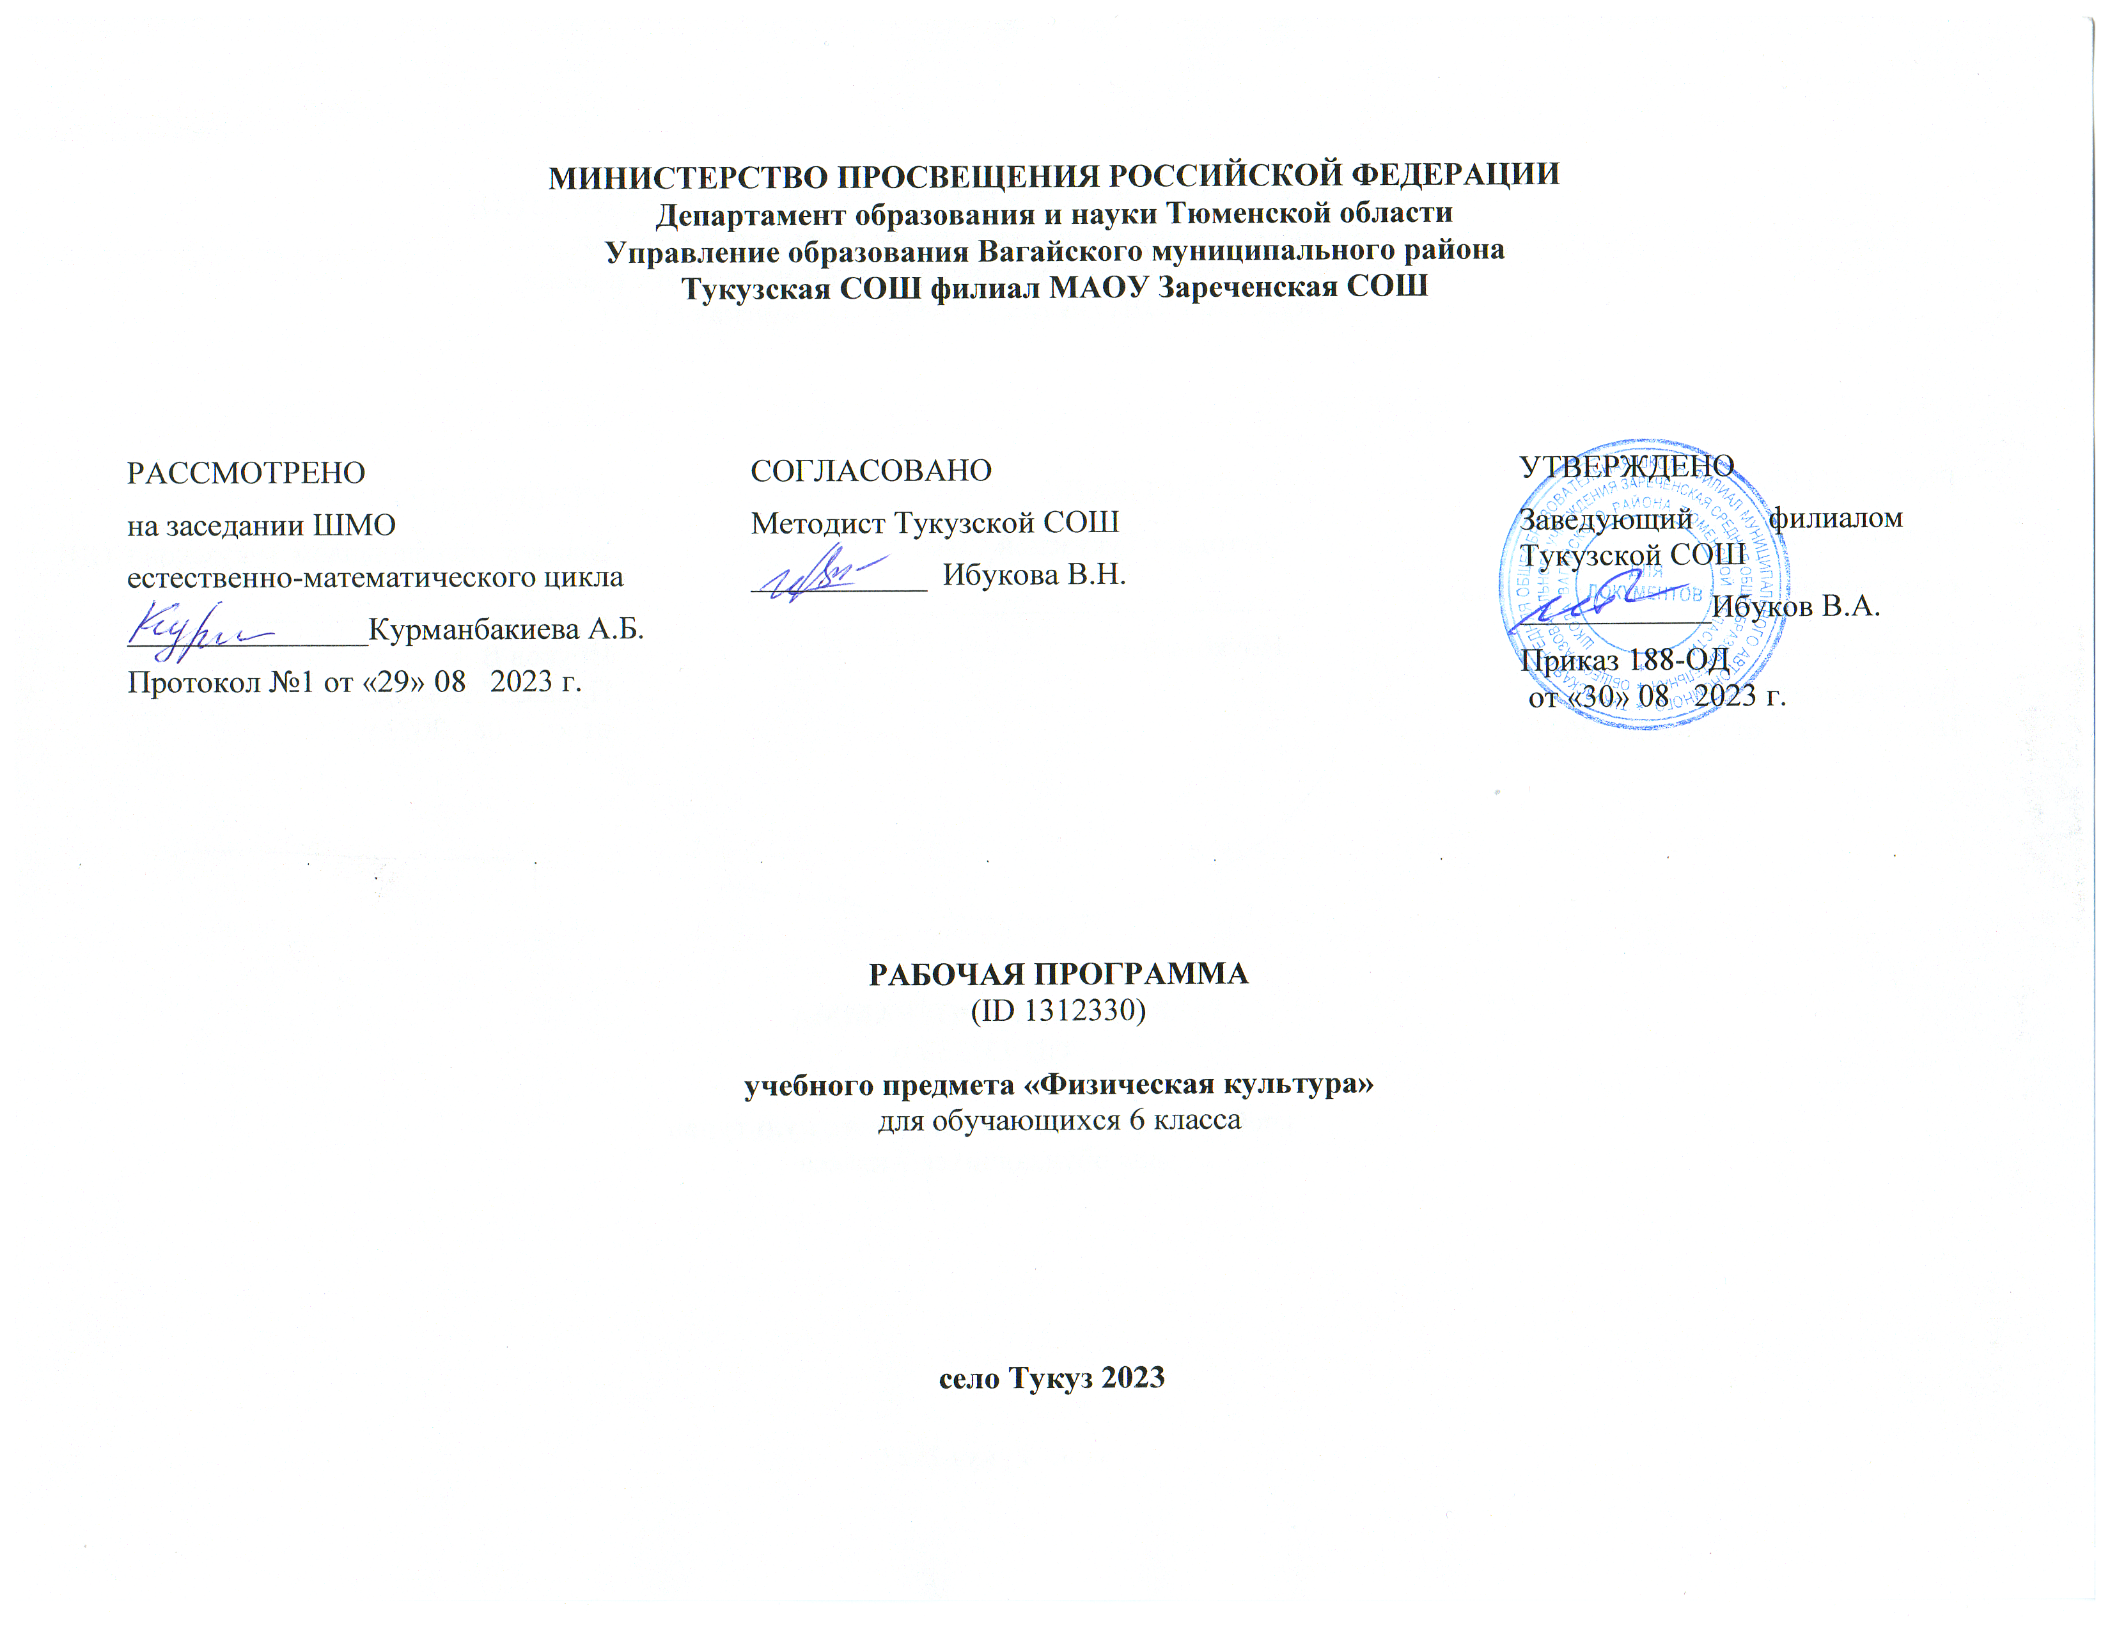 МИНИСТЕРСТВО ПРОСВЕЩЕНИЯ РОССИЙСКОЙ ФЕДЕРАЦИИ
Департамент образования и науки Тюменской области
Управление образования Вагайского муниципального района
Тукузская СОШ филиал МАОУ Зареченская СОШ
РАССМОТРЕНО
на заседании ШМО
естественно-математического цикла
Курманбакиева А.Б.
Протокол №1 от «29» 08 2023 г.
СОГЛАСОВАНО
Методист Тукузской СОШ
Ибукова В.Н.
УТВЕРЖДЕНО
Заведующий филиалом
Тукузской СОШ
Ибуков В.А.
Приказ 188-ОД
от «30» 08 2023 г.
ДЛЯ
ДОКУМЕНТОВ
РАБОЧАЯ ПРОГРАММА
(ID 1312330)
учебного предмета «Физическая культура»
для обучающихся 6 класса
село Тукуз 2023